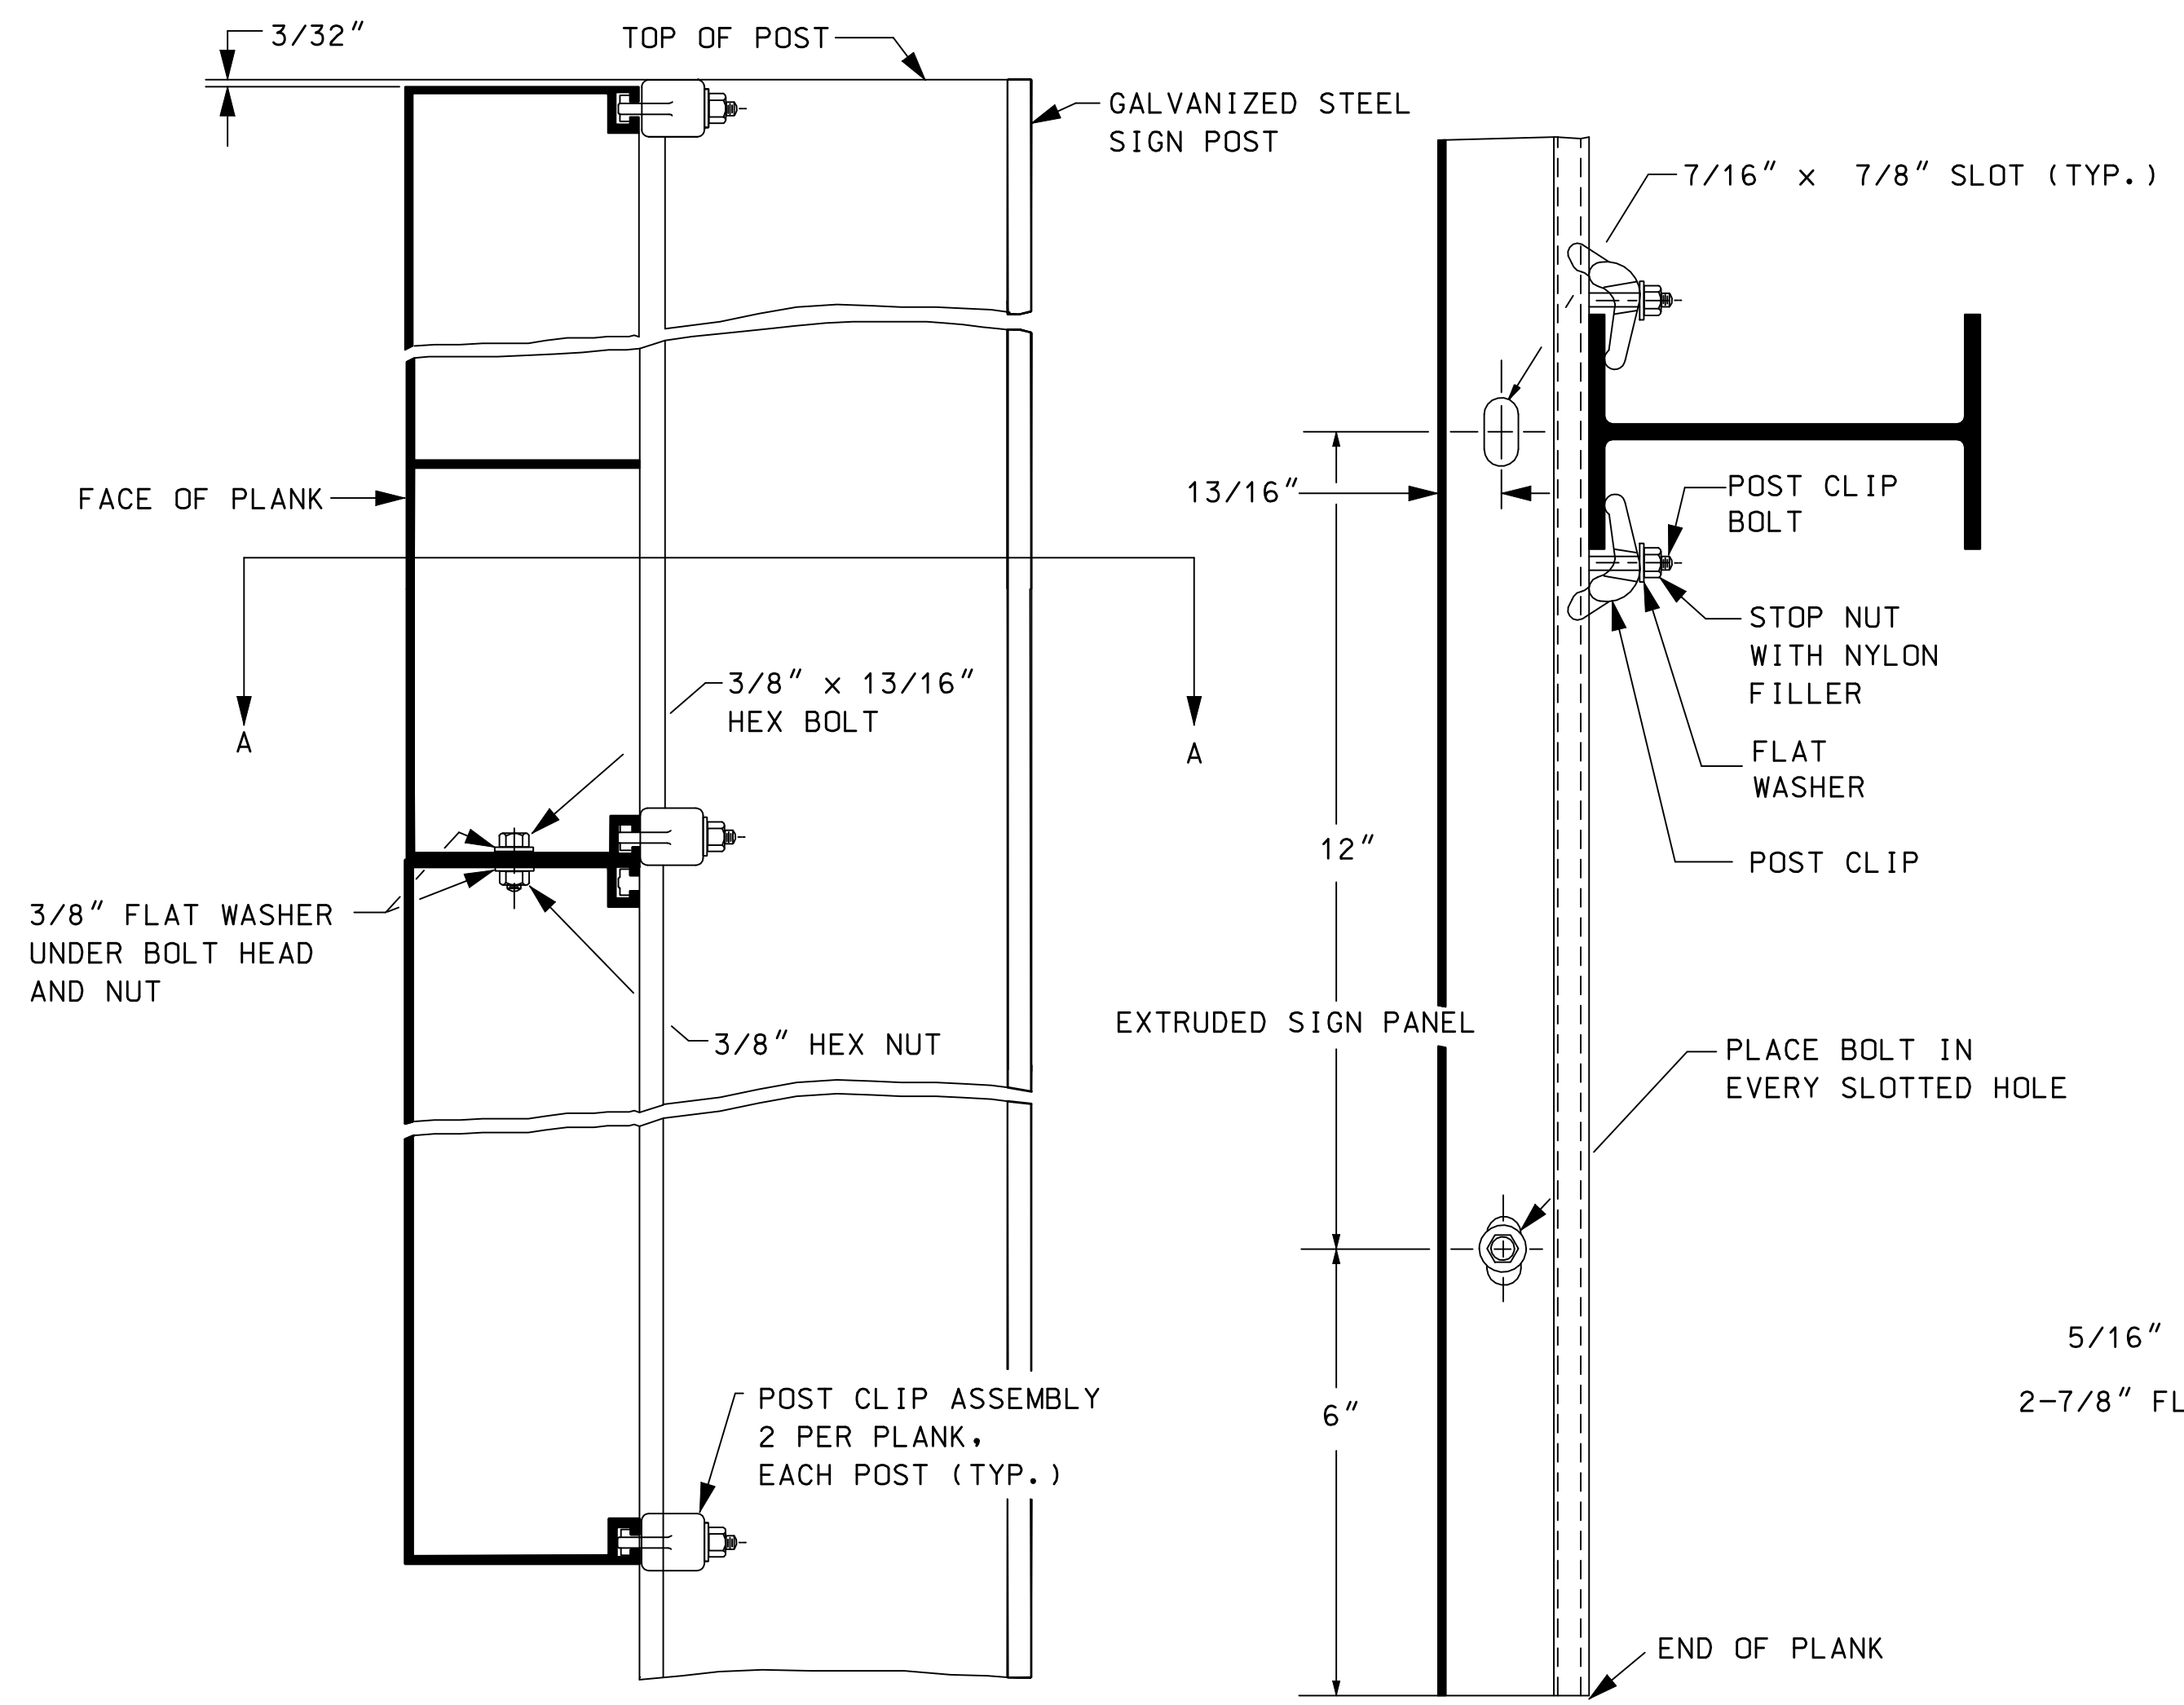 3/32"
TOP OF POST
GALVANIZED STEEL
SIGN POST
7/16" x 7/8" SLOT (TYP.)
FACE OF PLANK
13/16"
POST CLIP
BOLT
STOP NUT
WITH NYLON
FILLER
3/8" x 13/16"
HEX BOLT
A
A
FLAT
WASHER
12"
POST CLIP
3/8" FLAT WASHER
UNDER BOLT HEAD
AND NUT
EXTRUDED SIGN PANEL
3/8" HEX NUT
PLACE BOLT IN
EVERY SLOTTED HOLE
5/16"
2-7/8" FL
6"
POST CLIP ASSEMBLY
2 PER PLANK,
EACH POST (TYP.)
END OF PLANK